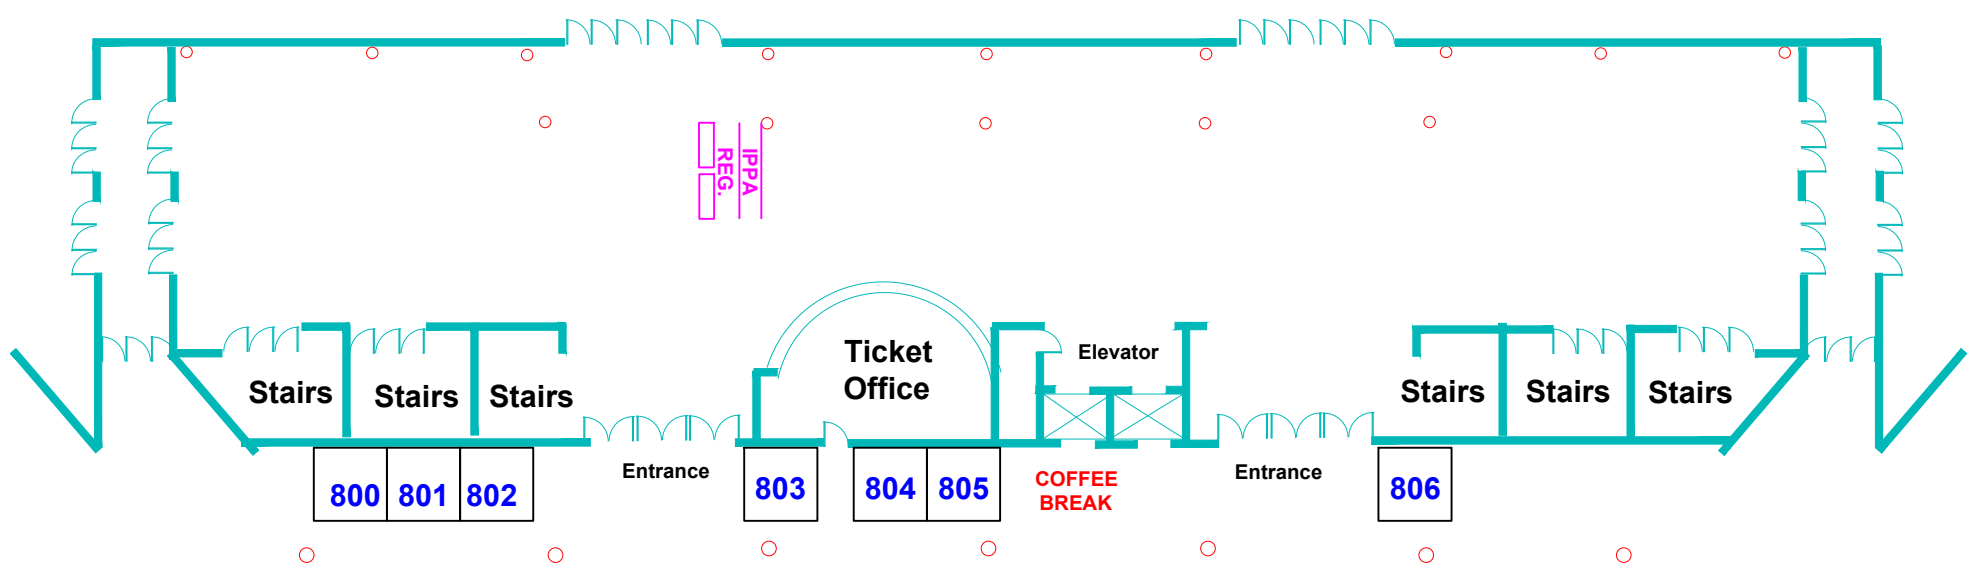 IPPA
REG.
Ticket
Office
Elevator
Stairs
Stairs
Stairs
Stairs
Stairs
Stairs
Entrance
Entrance
800
801
802
803
804
805
COFFEE
BREAK
806